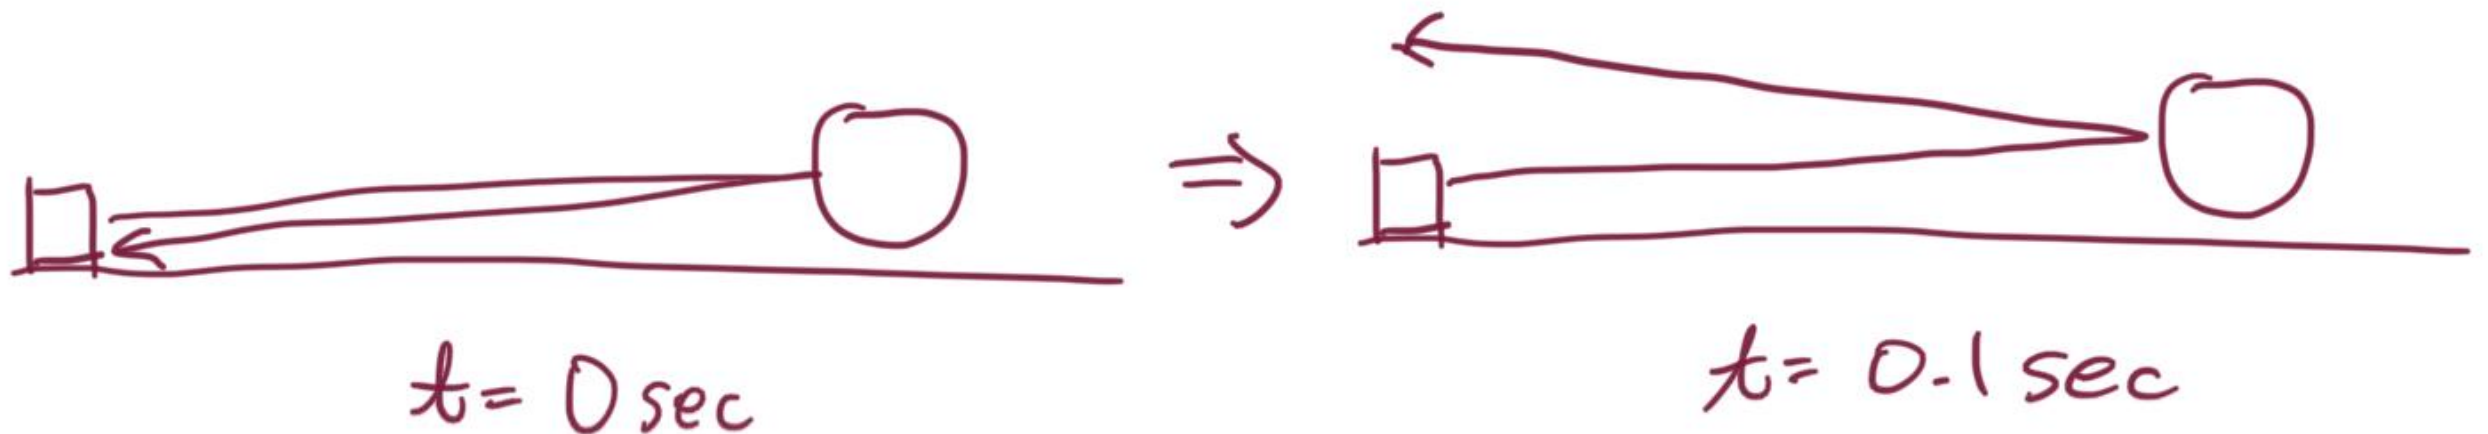 t = 0 sec
t = 0.1 sec